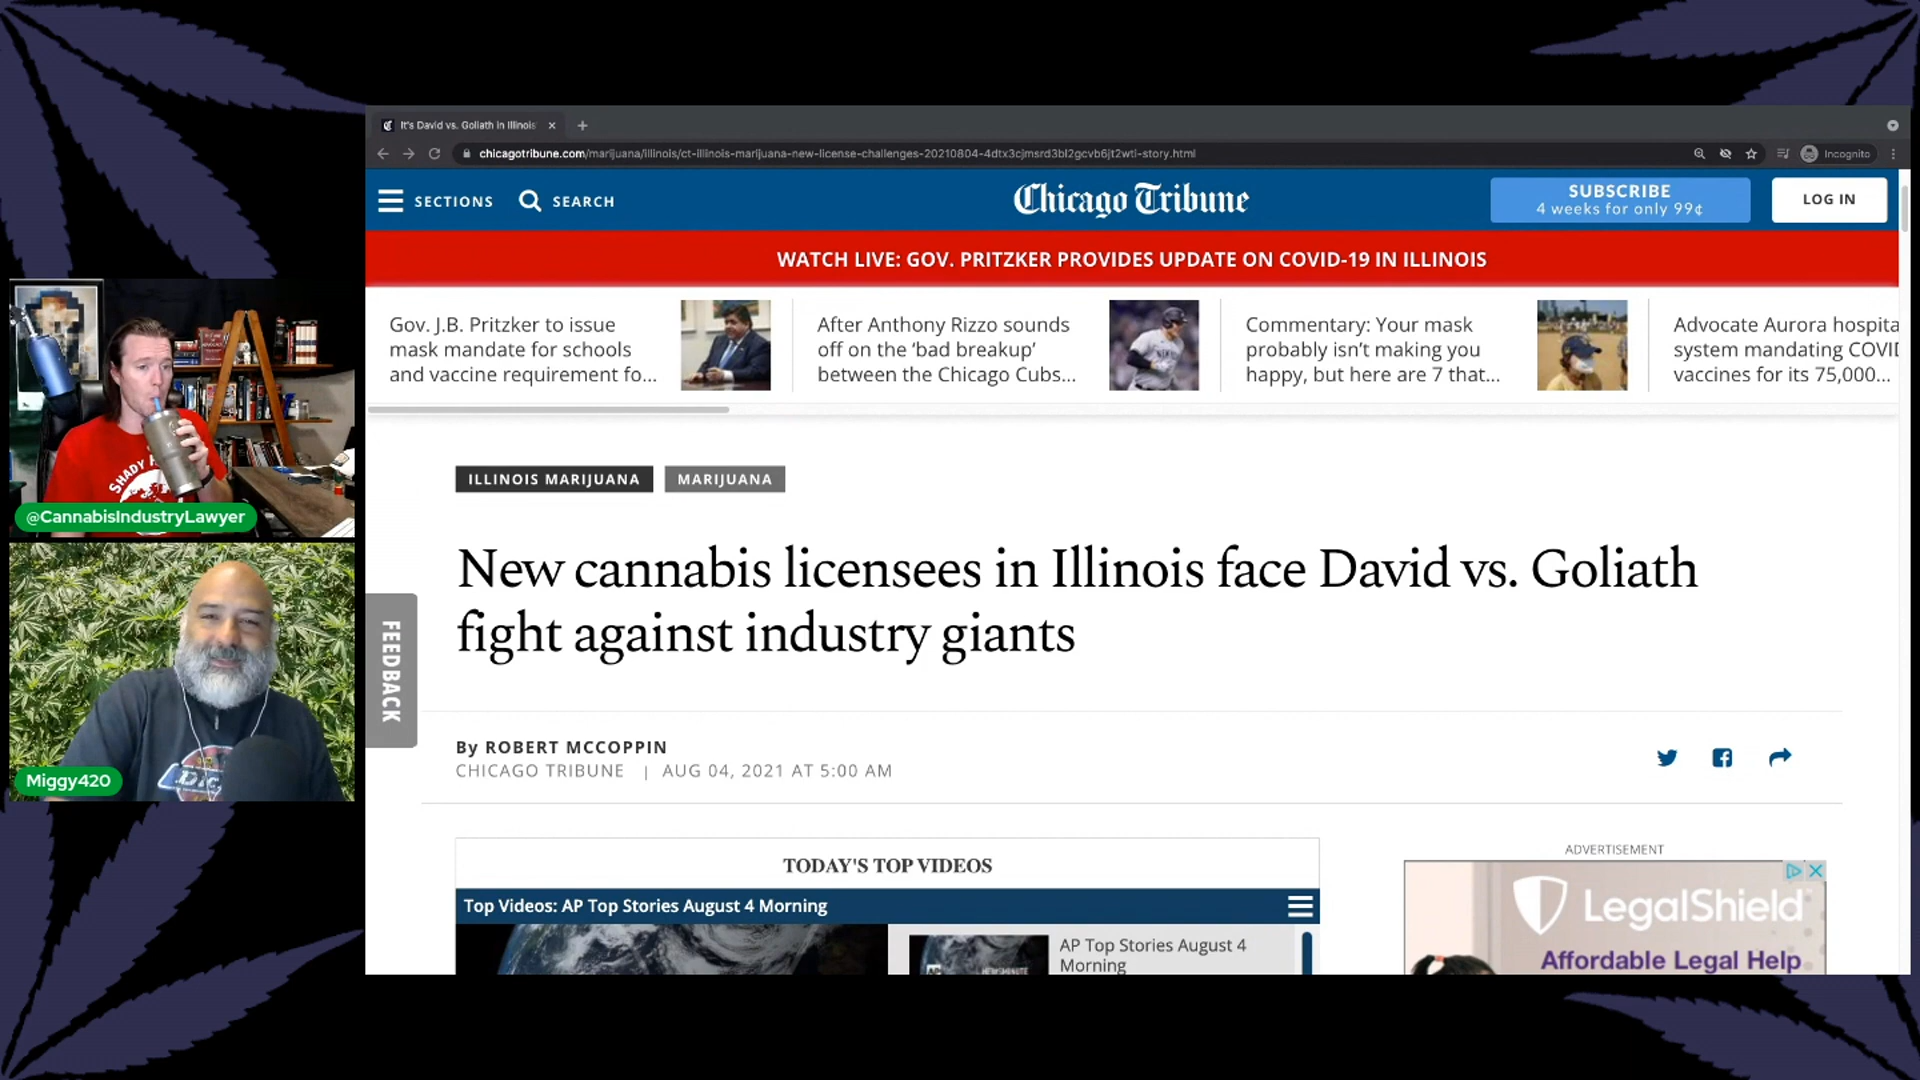 It's David vs. Goliath in Illinois
chicagotribune.com/marijuana/illinois/ct-illinois-marijuana-new-license-challenges-20210804-4dtx3cjmsrd3bl2gcvb6jt2wti-story.html
Incognito
SECTIONS
SEARCH
Chicago Tribune
SUBSCRIBE
4 weeks for only 99¢
LOG IN
WATCH LIVE: GOV. PRITZKER PROVIDES UPDATE ON COVID-19 IN ILLINOIS
Gov. J.B. Pritzker to issue
mask mandate for schools
and vaccine requirement fo...
After Anthony Rizzo sounds
off on the ‘bad breakup’
between the Chicago Cubs...
Commentary: Your mask
probably isn’t making you
happy, but here are 7 that...
Advocate Aurora hospita
system mandating COVID
vaccines for its 75,000...
ILLINOIS MARIJUANA
MARIJUANA
New cannabis licensees in Illinois face David vs. Goliath
fight against industry giants
FEEDBACK
By ROBERT MCCOPPIN
CHICAGO TRIBUNE | AUG 04, 2021 AT 5:00 AM
TODAY'S TOP VIDEOS
Top Videos: AP Top Stories August 4 Morning
AP Top Stories August 4
Morning
ADVERTISEMENT
LegalShield
Affordable Legal Help
SHADY
@CannabisIndustryLawyer
Miggy420